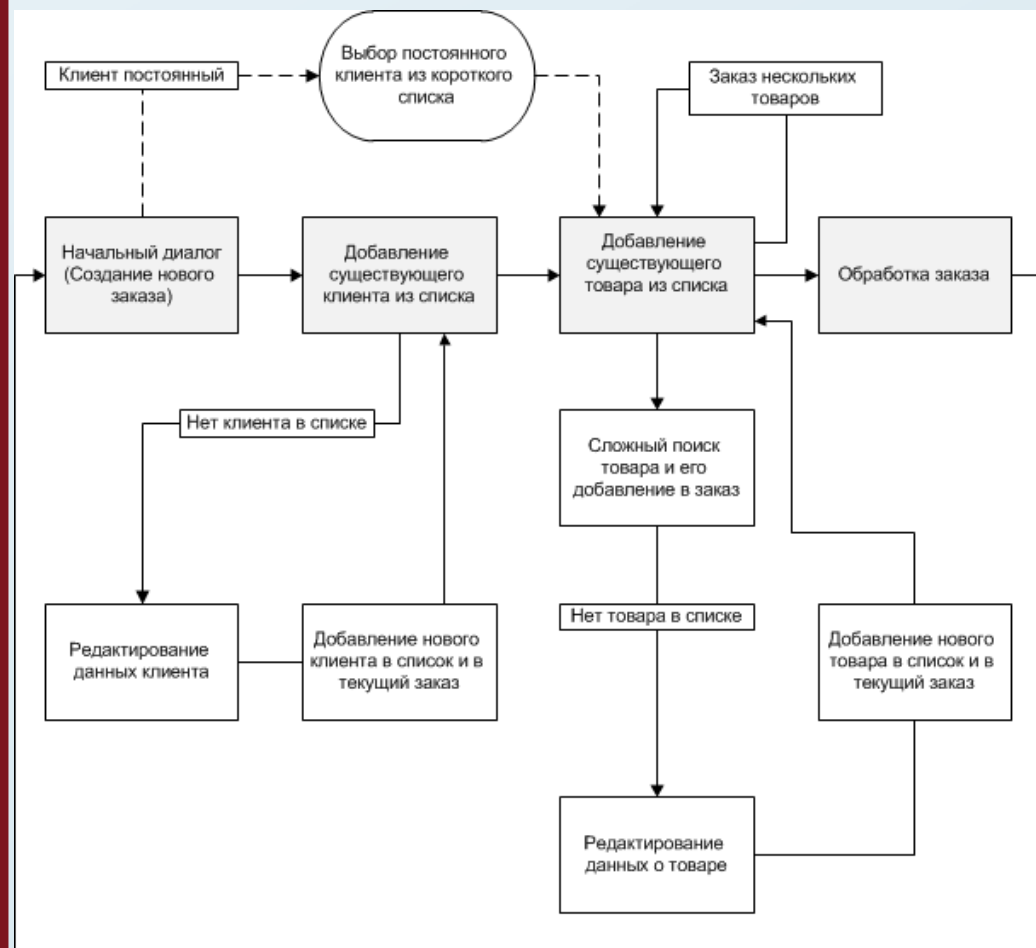 Клиент постоянный
Выбор постоянного
клиента из короткого
списка
Заказ нескольких
товаров
Начальный диалог
(Создание нового
заказа)
Добавление
существующего
клиента из списка
Добавление
существующего
товара из списка
Обработка заказа
Нет клиента в списке
Сложный поиск
товара и его
добавление в заказ
Редактирование
данных клиента
Добавление нового
клиента в список и в
текущий заказ
Нет товара в списке
Добавление нового
товара в список и в
текущий заказ
Редактирование
данных о товаре